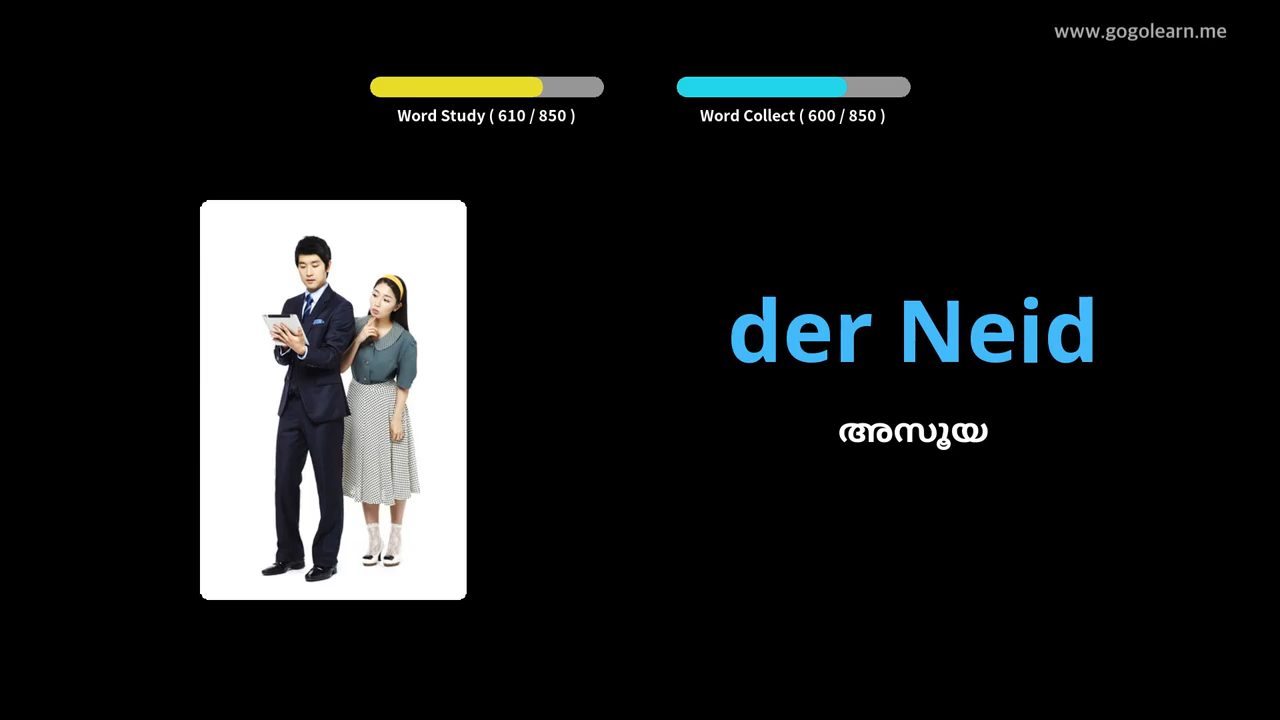 www.gogolearn.me
Word Study ( 610 / 850 )
Word Collect ( 600 / 850 )
der Neid
അസൂയ